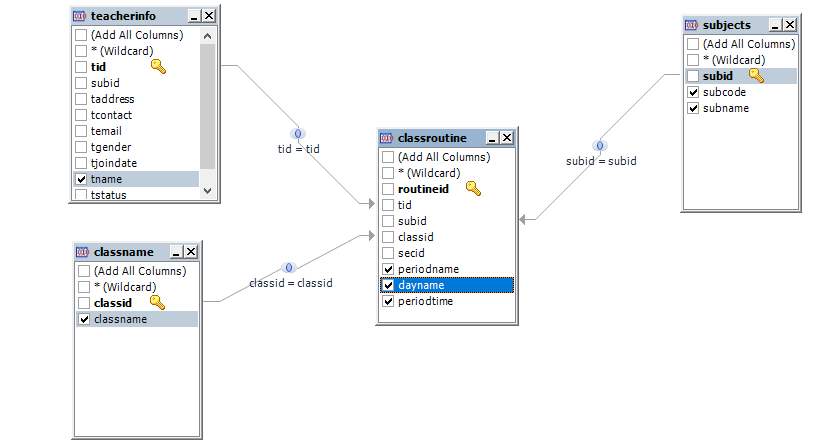 teacherinfo
(Add All Columns)
* (Wildcard)
tid
subid
taddress
tcontact
temail
tgender
tjoindate
tname
tstatus
tid = tid
classname
(Add All Columns)
* (Wildcard)
classid
classname
classid = classid
classroutine
(Add All Columns)
* (Wildcard)
routineid
tid
subid
classid
secid
periodname
dayname
periodtime
subid = subid
subjects
(Add All Columns)
* (Wildcard)
subid
subcode
subname